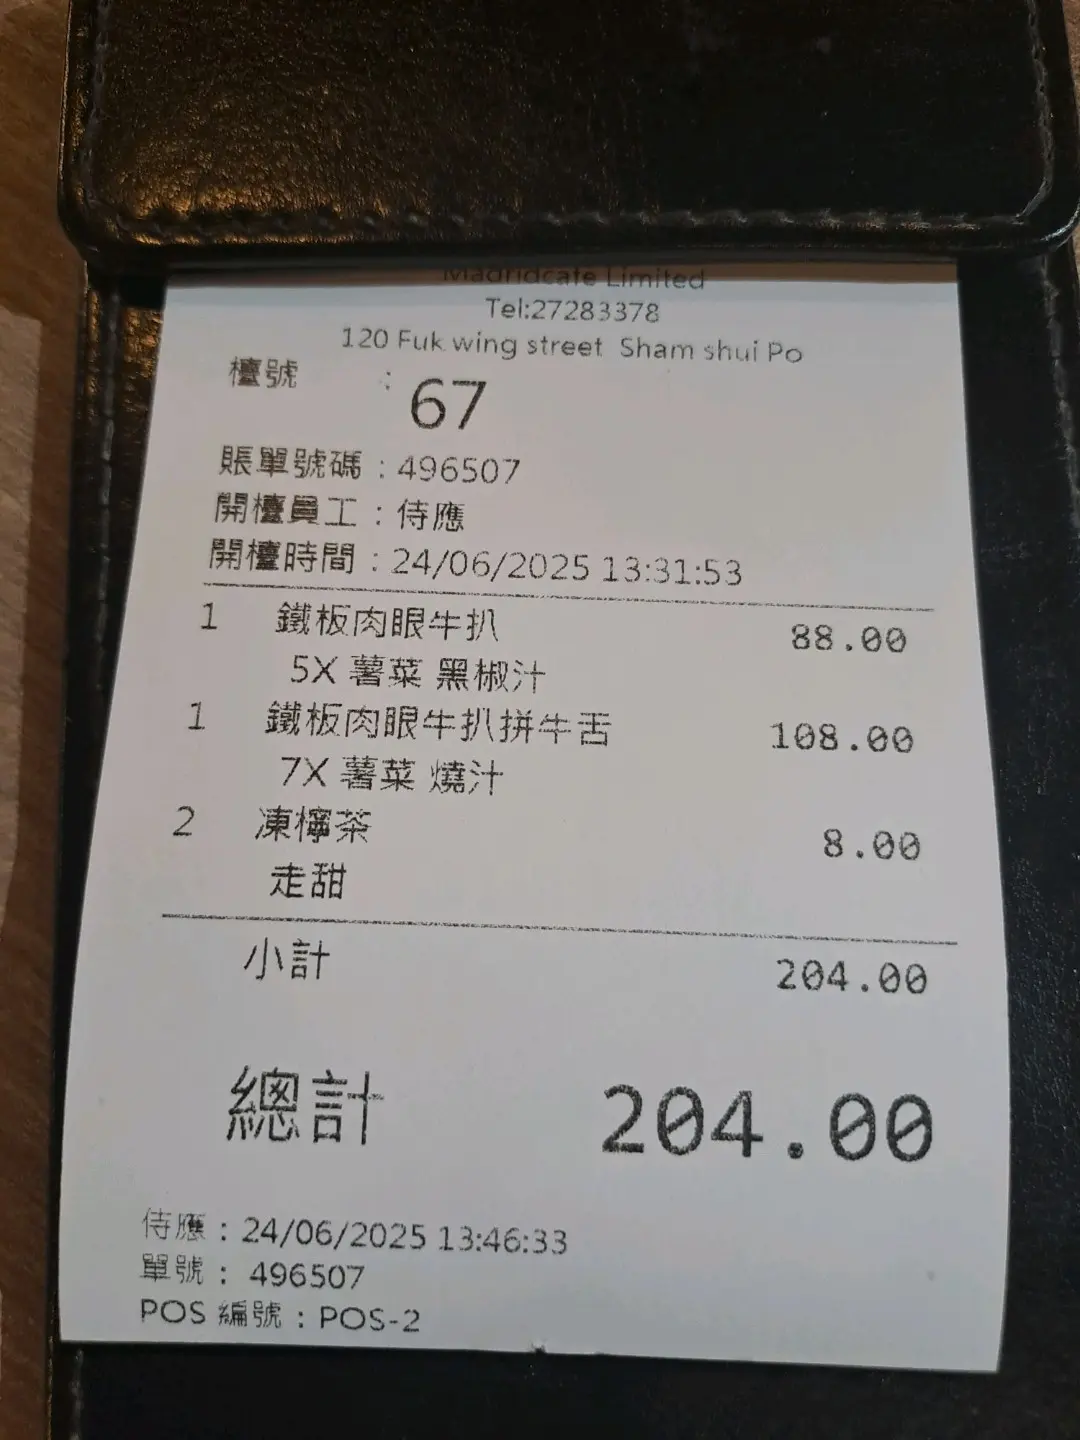 Madridcafe Limited
Tel:27283378
120 Fuk wing street Sham shui Po
檯號 : 67
賬單號碼 : 496507
開檯員工 : 侍應
開檯時間 : 24/06/2025 13:31:53
1 鐵板肉眼牛扒 88.00
5X 薯菜 黑椒汁
1 鐵板肉眼牛扒拼牛舌 108.00
7X 薯菜 燒汁
2 凍檸茶 8.00
走甜
小計 204.00
總計 204.00
侍應 : 24/06/2025 13:46:33
單號 : 496507
POS 編號 : POS-2